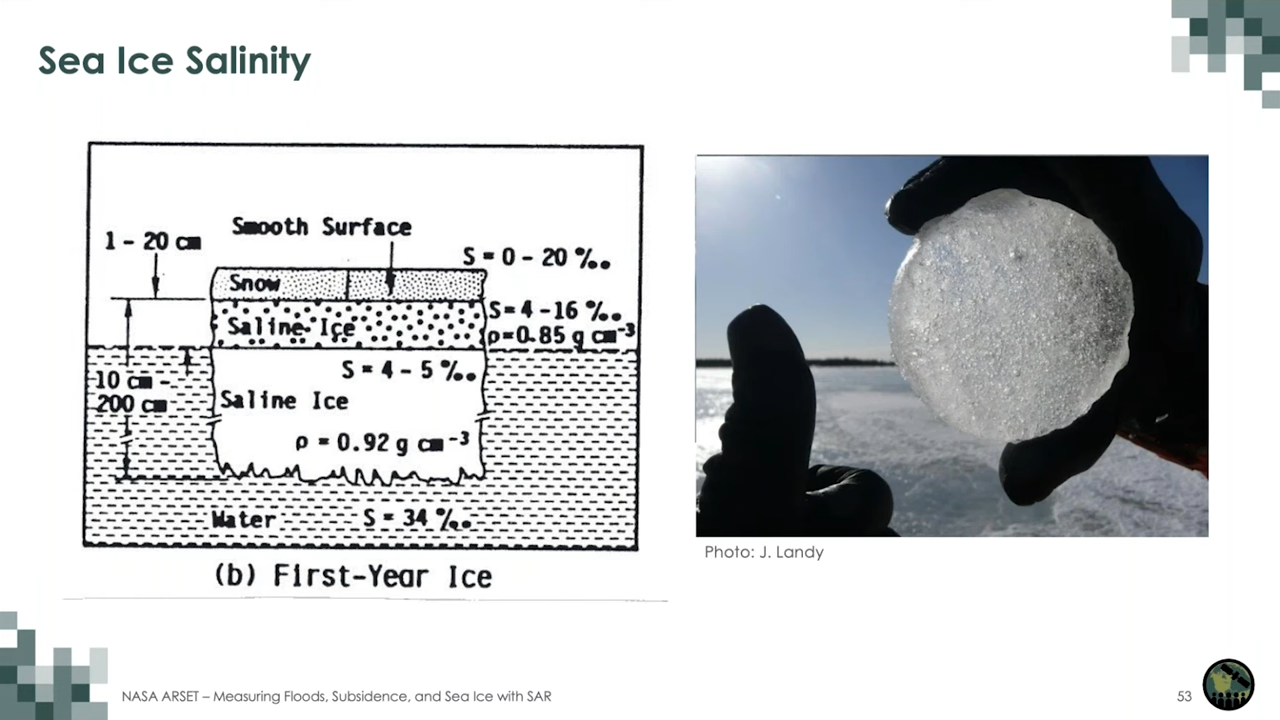 Sea Ice Salinity
Smooth Surface
1 - 20 cm
S = 0 - 20 ‰
Snow
S = 4 - 16 ‰
Saline Ice
ρ = 0.85 g cm⁻³
S = 4 - 5 ‰
10 cm -
200 cm
Saline Ice
ρ = 0.92 g cm⁻³
Water
S = 34 ‰
(b) First-Year Ice
Photo: J. Landy
NASA ARSET – Measuring Floods, Subsidence, and Sea Ice with SAR
53